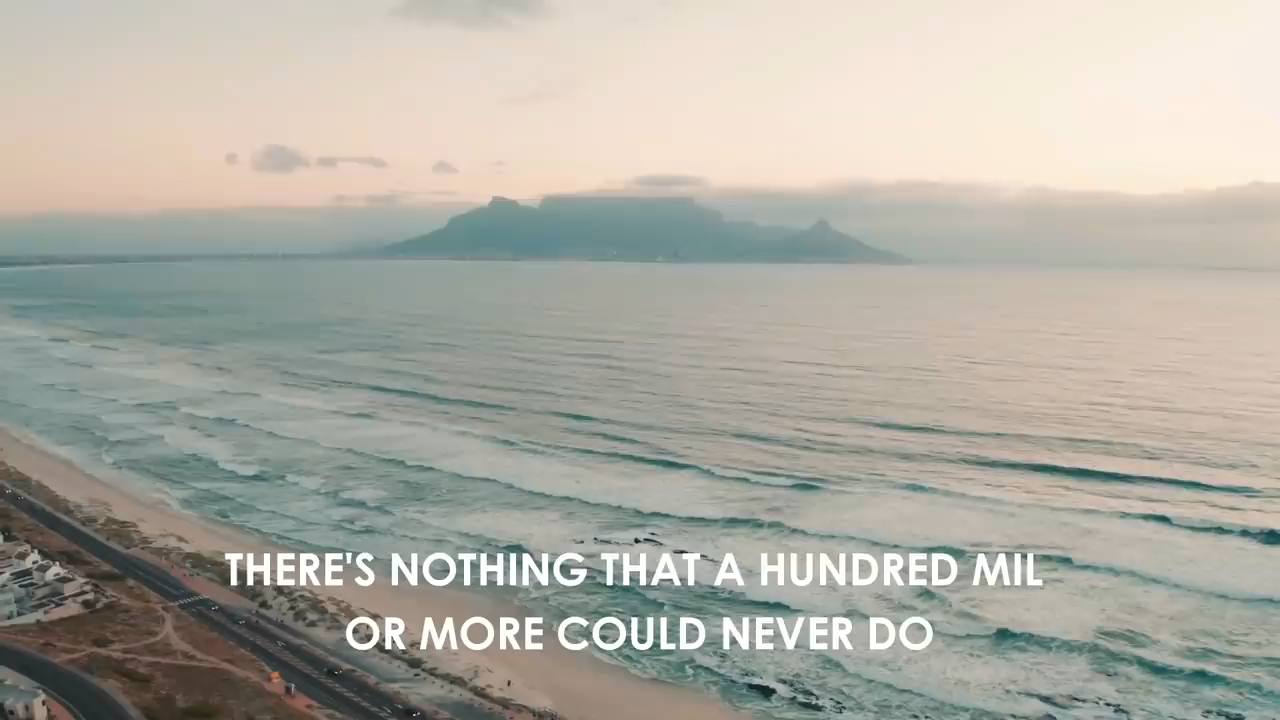 THERE'S NOTHING THAT A HUNDRED MIL
OR MORE COULD NEVER DO